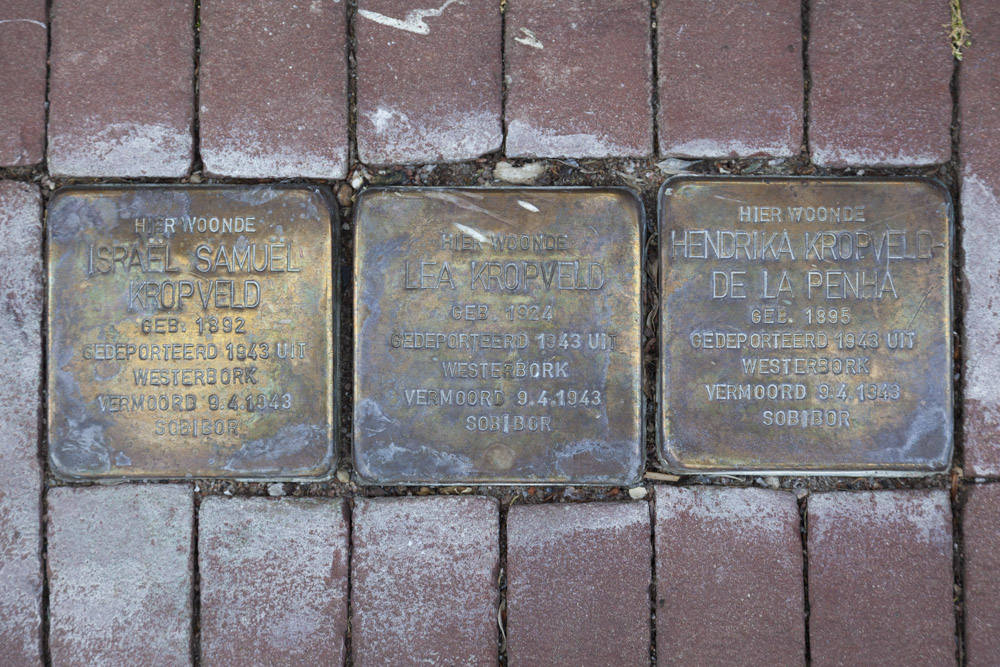 HIER WOONDE
ISRAËL SAMUËL
KROPVELD
GEB. 1892
GEDEPORTEERD 1943 UIT
WESTERBORK
VERMOORD 9.4.1943
SOBIBOR
HIER WOONDE
LEA KROPVELD
GEB. 1924
GEDEPORTEERD 1943 UIT
WESTERBORK
VERMOORD 9.4.1943
SOBIBOR
HIER WOONDE
HENDRIKA KROPVELD-
DE LA PENHA
GEB. 1895
GEDEPORTEERD 1943 UIT
WESTERBORK
VERMOORD 9.4.1943
SOBIBOR